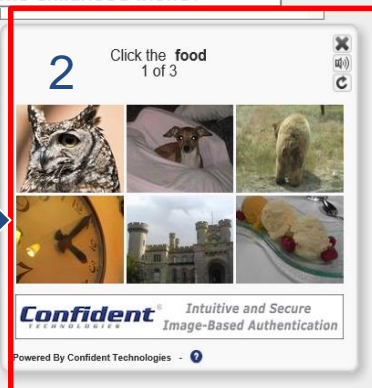 2
Click the food
1 of 3
Confident®
TECHNOLOGIES
Intuitive and Secure
Image-Based Authentication
Powered By Confident Technologies - ?